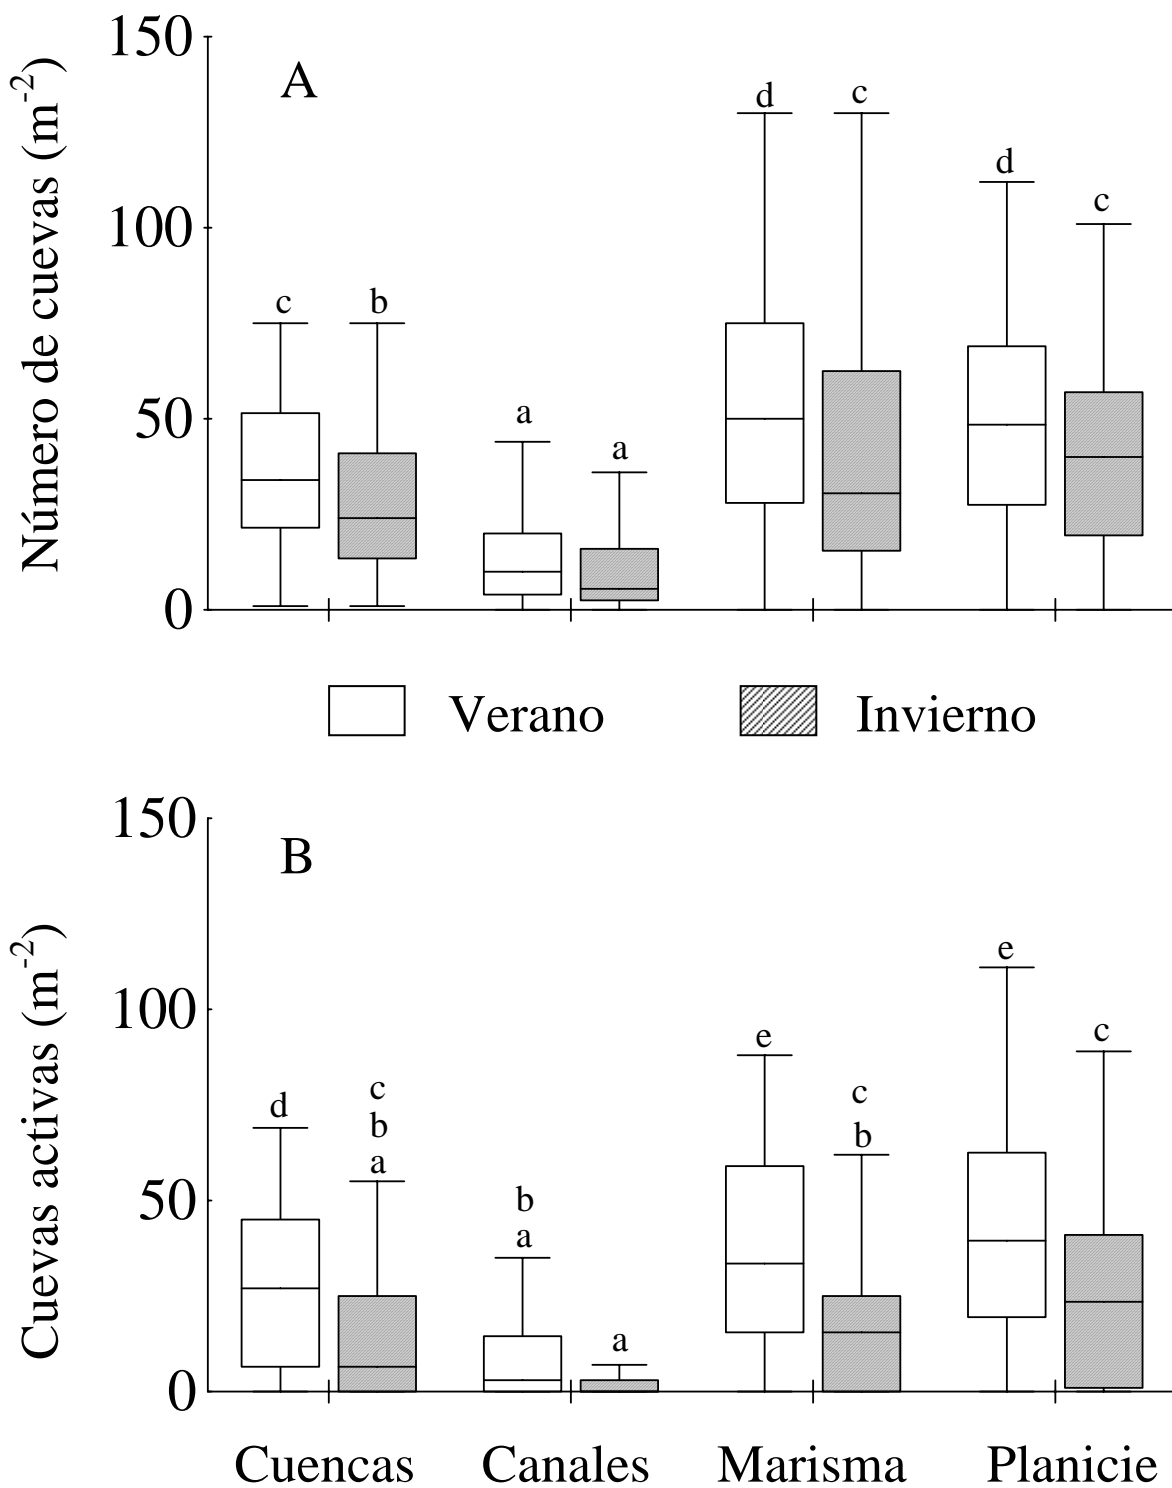 150
A
Número de cuevas (m-2)
100
50
0
c
b
a
a
d
c
d
c
Verano
Invierno
150
B
Cuevas activas (m-2)
100
50
0
d
c
b
a
b
a
a
e
c
b
e
c
Cuencas
Canales
Marisma
Planicie